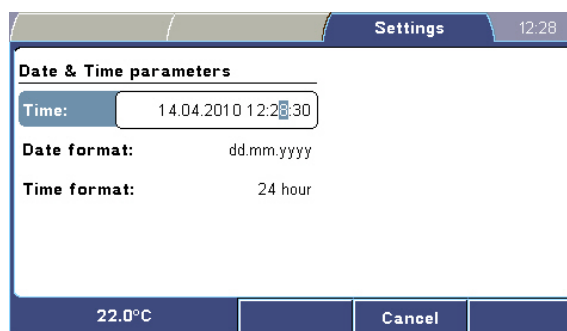 Settings 12:28
Date & Time parameters
Time: 14.04.2010 12:28:30
Date format: dd.mm.yyyy
Time format: 24 hour
22.0°C Cancel